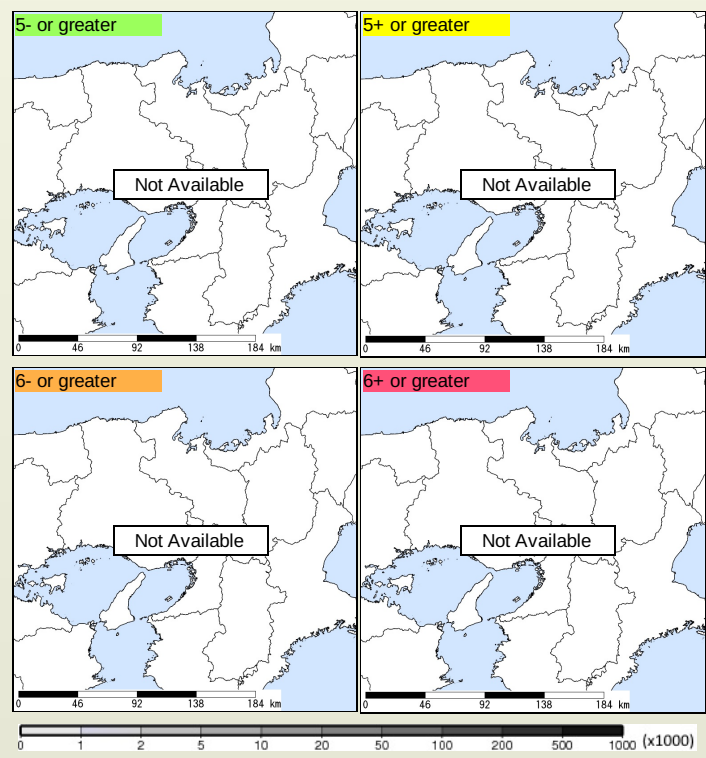 5- or greater
5+ or greater
Not Available
Not Available
0 46 92 138 184 km
0 46 92 138 184 km
6- or greater
6+ or greater
Not Available
Not Available
0 46 92 138 184 km
0 46 92 138 184 km
0 1 2 5 10 20 50 100 200 500 1000 (x1000)